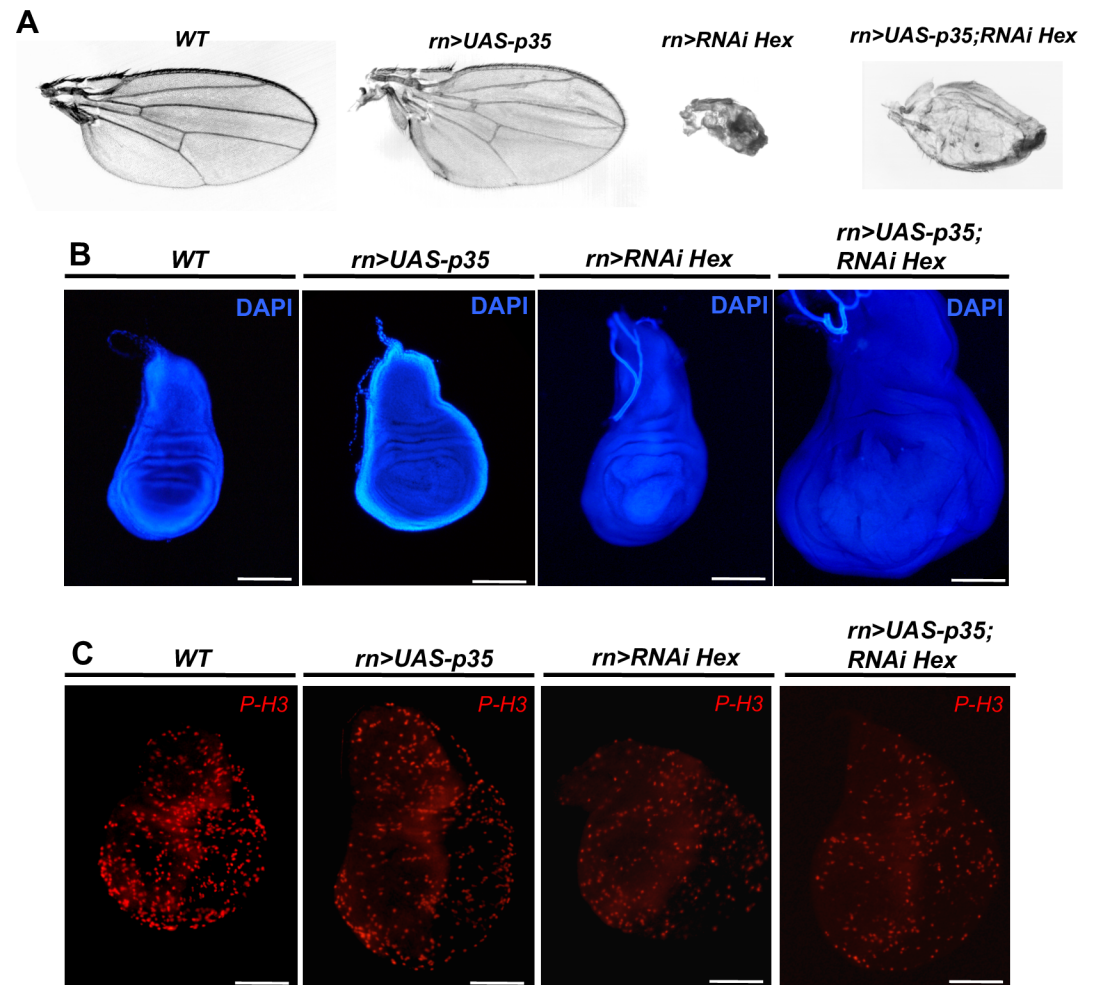 A
WT
rn>UAS-p35
rn>RNAi Hex
rn>UAS-p35;RNAi Hex
B
WT
rn>UAS-p35
rn>RNAi Hex
rn>UAS-p35;
RNAi Hex
DAPI
DAPI
DAPI
DAPI
C
WT
rn>UAS-p35
rn>RNAi Hex
rn>UAS-p35;
RNAi Hex
P-H3
P-H3
P-H3
P-H3